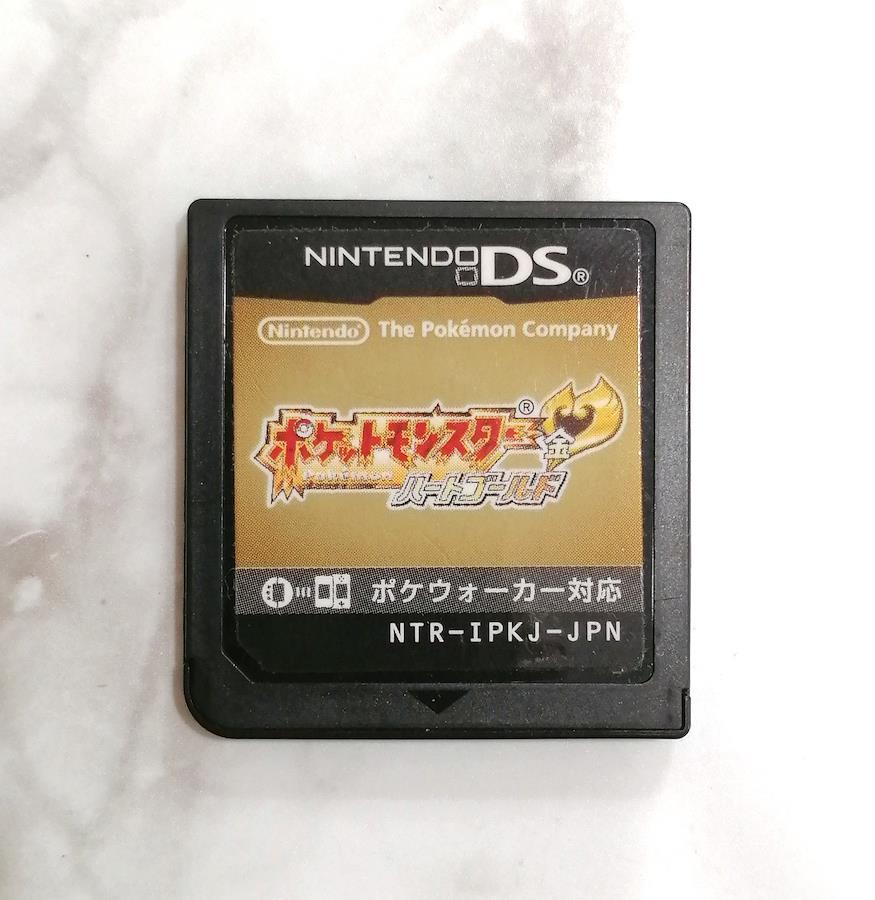 NINTENDO DS®
Nintendo® The Pokémon Company
ポケットモンスター®
Pokémon
金
ハートゴールド
ポケウォーカー対応
NTR-IPKJ-JPN